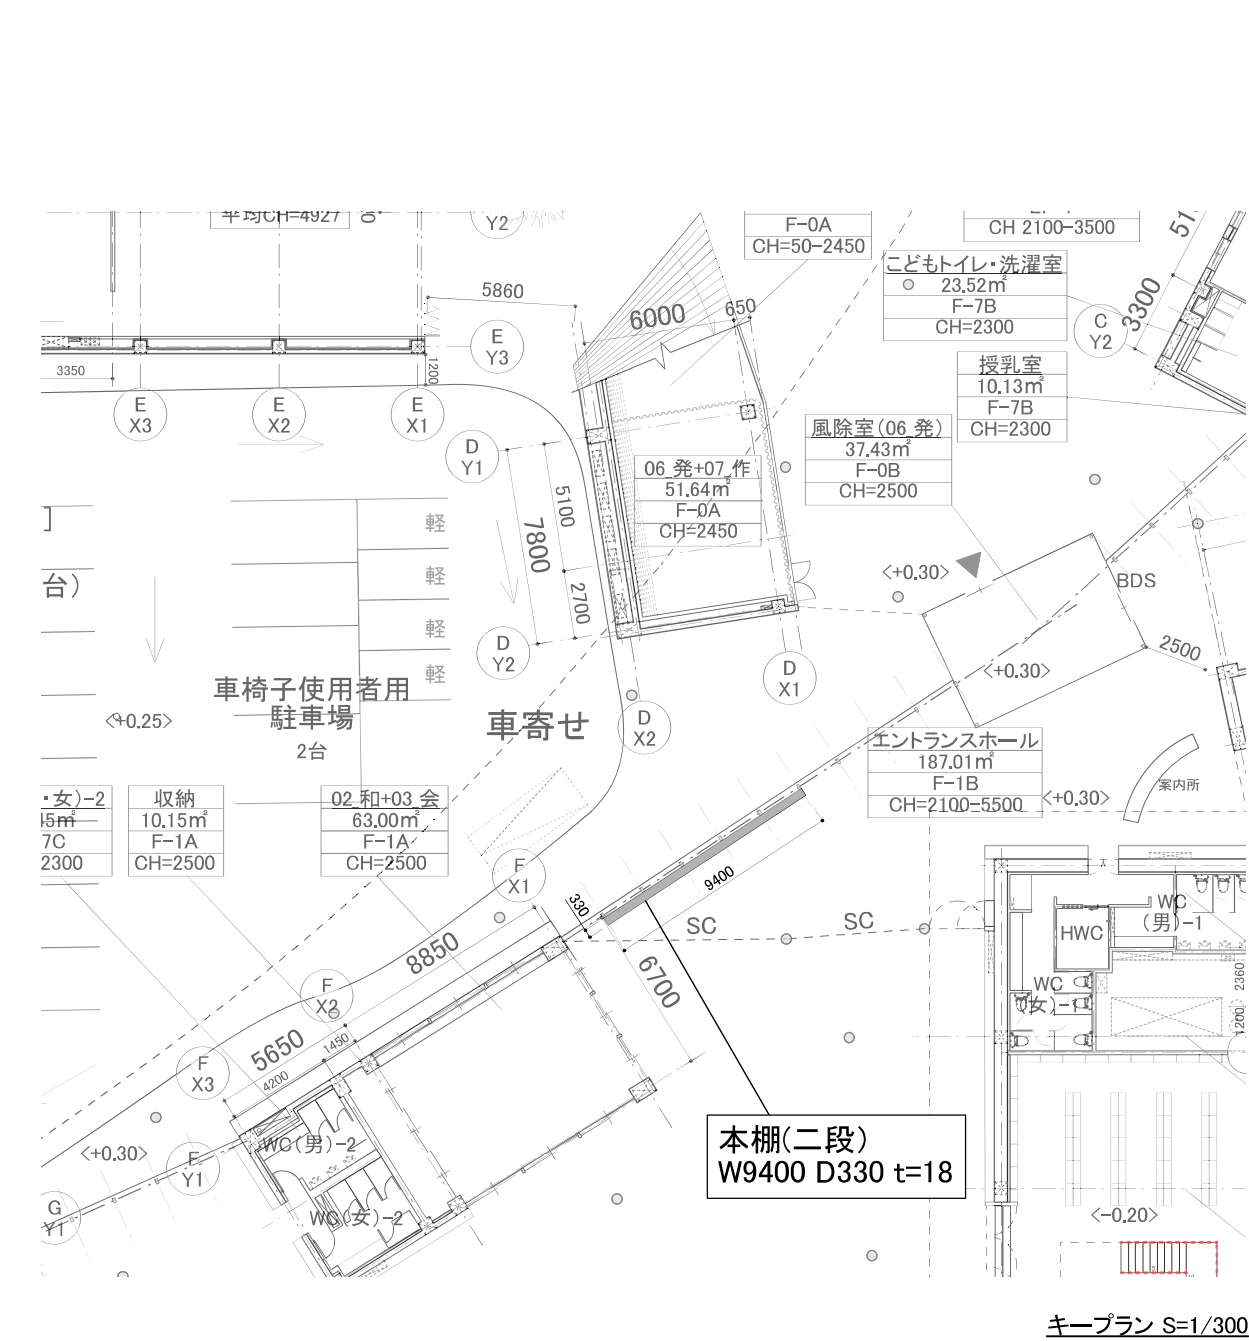 平均CH=4927
Y2
F-0A
CH=50-2450
CH 2100-3500
こどもトイレ・洗濯室
23.52㎡
F-7B
CH=2300
3300
C
Y2
5860
6000
650
E
Y3
3350
1200
E
X3
E
X2
E
X1
授乳室
10.13㎡
F-7B
CH=2300
風除室(06_発)
37.43㎡
F-0B
CH=2500
D
Y1
06_発+07_作
51.64㎡
F-0A
CH=2450
5100
7800
2700
軽
軽
軽
軽
台)
<+0.30>
BDS
2500
<+0.30>
D
Y2
D
X1
D
X2
車椅子使用者用
駐車場
2台
<+0.25>
車寄せ
エントランスホール
187.01㎡
F-1B
CH=2100-5500
<+0.30>
案内所
・女)-2
45㎡
7C
2300
収納
10.15㎡
F-1A
CH=2500
02_和+03_会
63.00㎡
F-1A
CH=2500
F
X1
9400
330
SC
SC
8850
6700
F
X2
5650
1450
4200
F
X3
WC
(男)-1
HWC
WC
(女)-1
2360
1200
本棚(二段)
W9400 D330 t=18
<+0.30>
F
Y1
WC(男)-2
WC(女)-2
G
Y1
<-0.20>
キープラン S=1/300